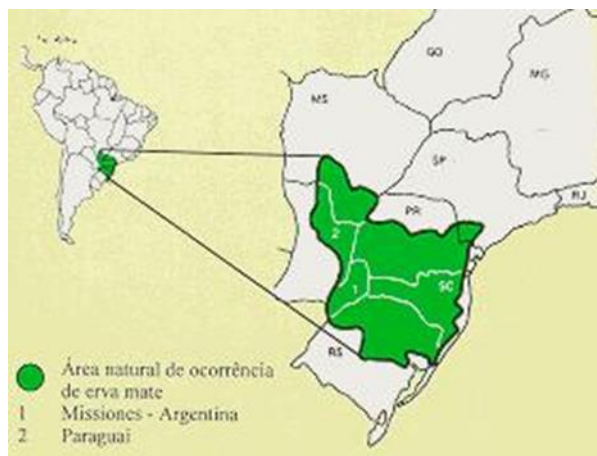 GO
MG
MS
SP
RJ
PR
2
1
SC
RS
Área natural de ocorrência
de erva mate
1 Missiones - Argentina
2 Paraguai